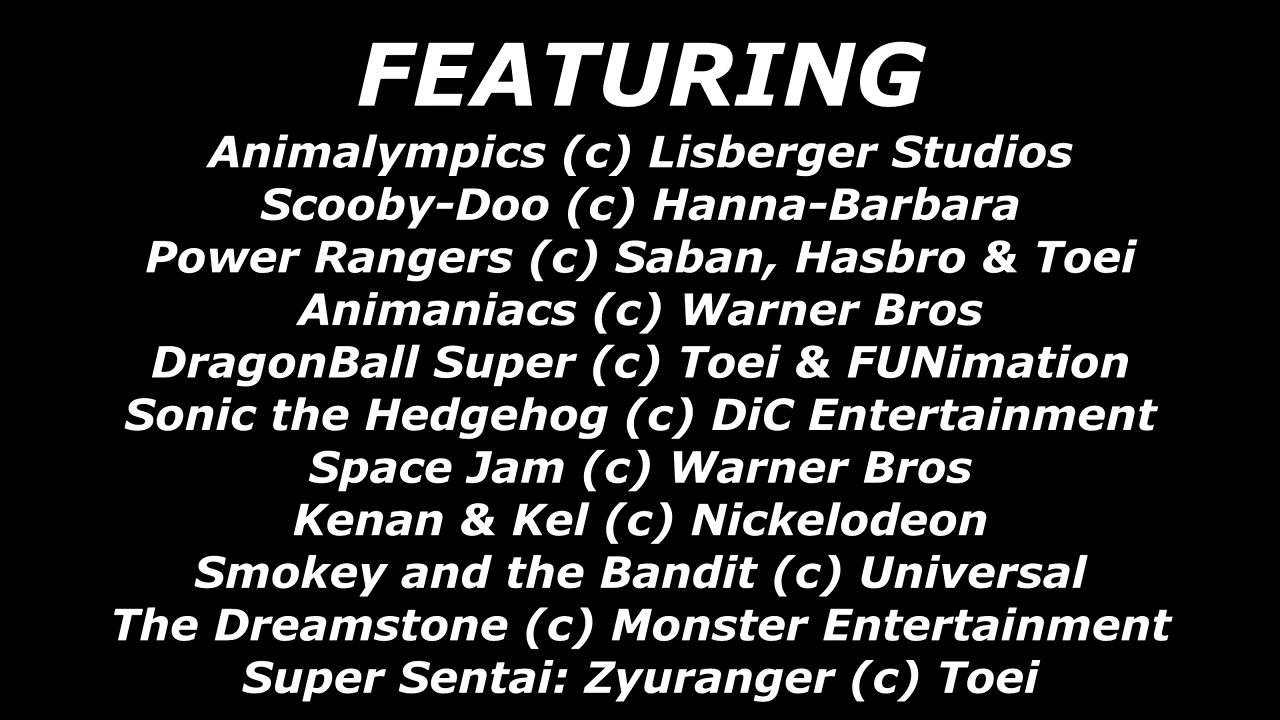 FEATURING
Animalympics (c) Lisberger Studios
Scooby-Doo (c) Hanna-Barbara
Power Rangers (c) Saban, Hasbro & Toei
Animaniacs (c) Warner Bros
DragonBall Super (c) Toei & FUNimation
Sonic the Hedgehog (c) DiC Entertainment
Space Jam (c) Warner Bros
Kenan & Kel (c) Nickelodeon
Smokey and the Bandit (c) Universal
The Dreamstone (c) Monster Entertainment
Super Sentai: Zyuranger (c) Toei